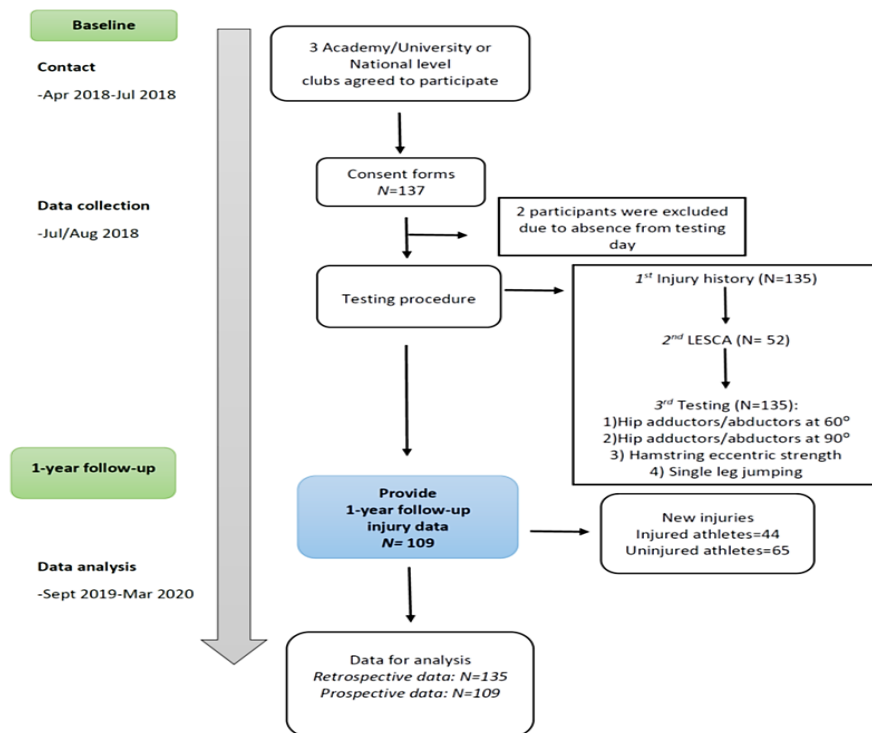 Baseline
Contact
-Apr 2018-Jul 2018
3 Academy/University or
National level
clubs agreed to participate
Consent forms
N=137
Data collection
-Jul/Aug 2018
2 participants were excluded
due to absence from testing
day
Testing procedure
1st Injury history (N=135)
2nd LESCA (N= 52)
3rd Testing (N=135):
1)Hip adductors/abductors at 60°
2)Hip adductors/abductors at 90°
3) Hamstring eccentric strength
4) Single leg jumping
1-year follow-up
Provide
1-year follow-up
injury data
N= 109
New injuries
Injured athletes=44
Uninjured athletes=65
Data analysis
-Sept 2019-Mar 2020
Data for analysis
Retrospective data: N=135
Prospective data: N=109